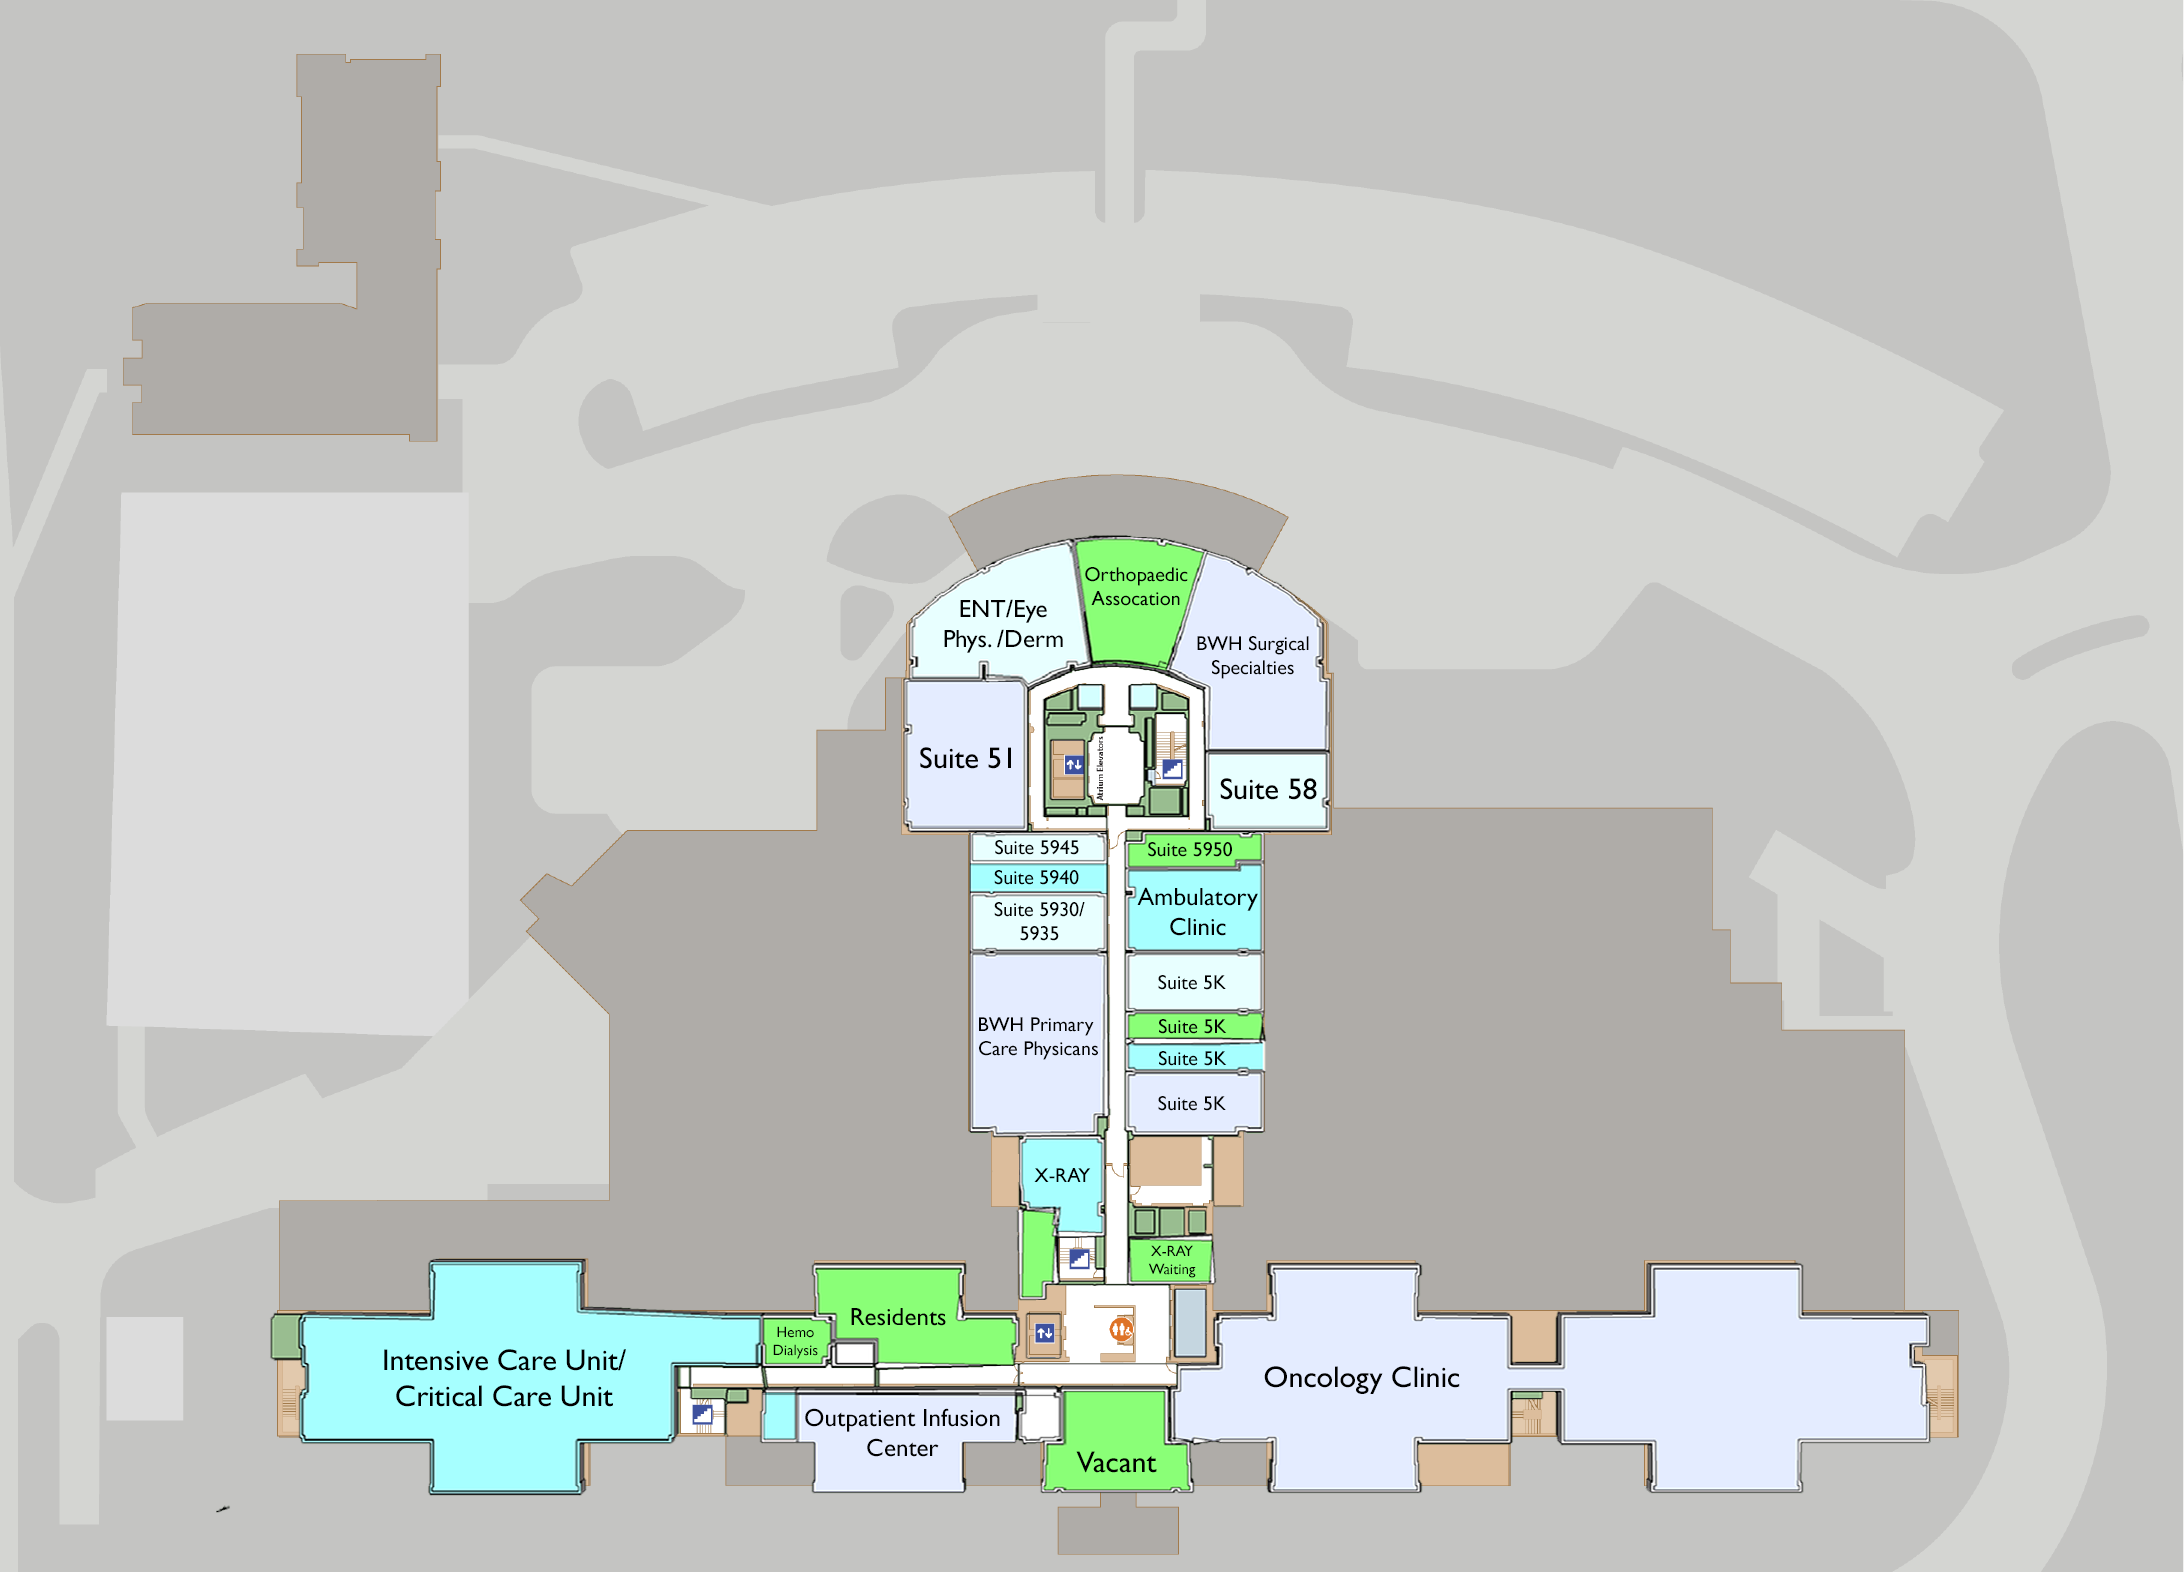 Orthopaedic
Assocation
ENT/Eye
Phys. /Derm
BWH Surgical
Specialties
Suite 51
Atrium Elevators
Suite 58
Suite 5945
Suite 5950
Suite 5940
Ambulatory
Clinic
Suite 5930/
5935
Suite 5K
BWH Primary
Care Physicans
Suite 5K
Suite 5K
Suite 5K
X-RAY
X-RAY
Waiting
Residents
Hemo
Dialysis
Intensive Care Unit/
Critical Care Unit
Oncology Clinic
Outpatient Infusion
Center
Vacant